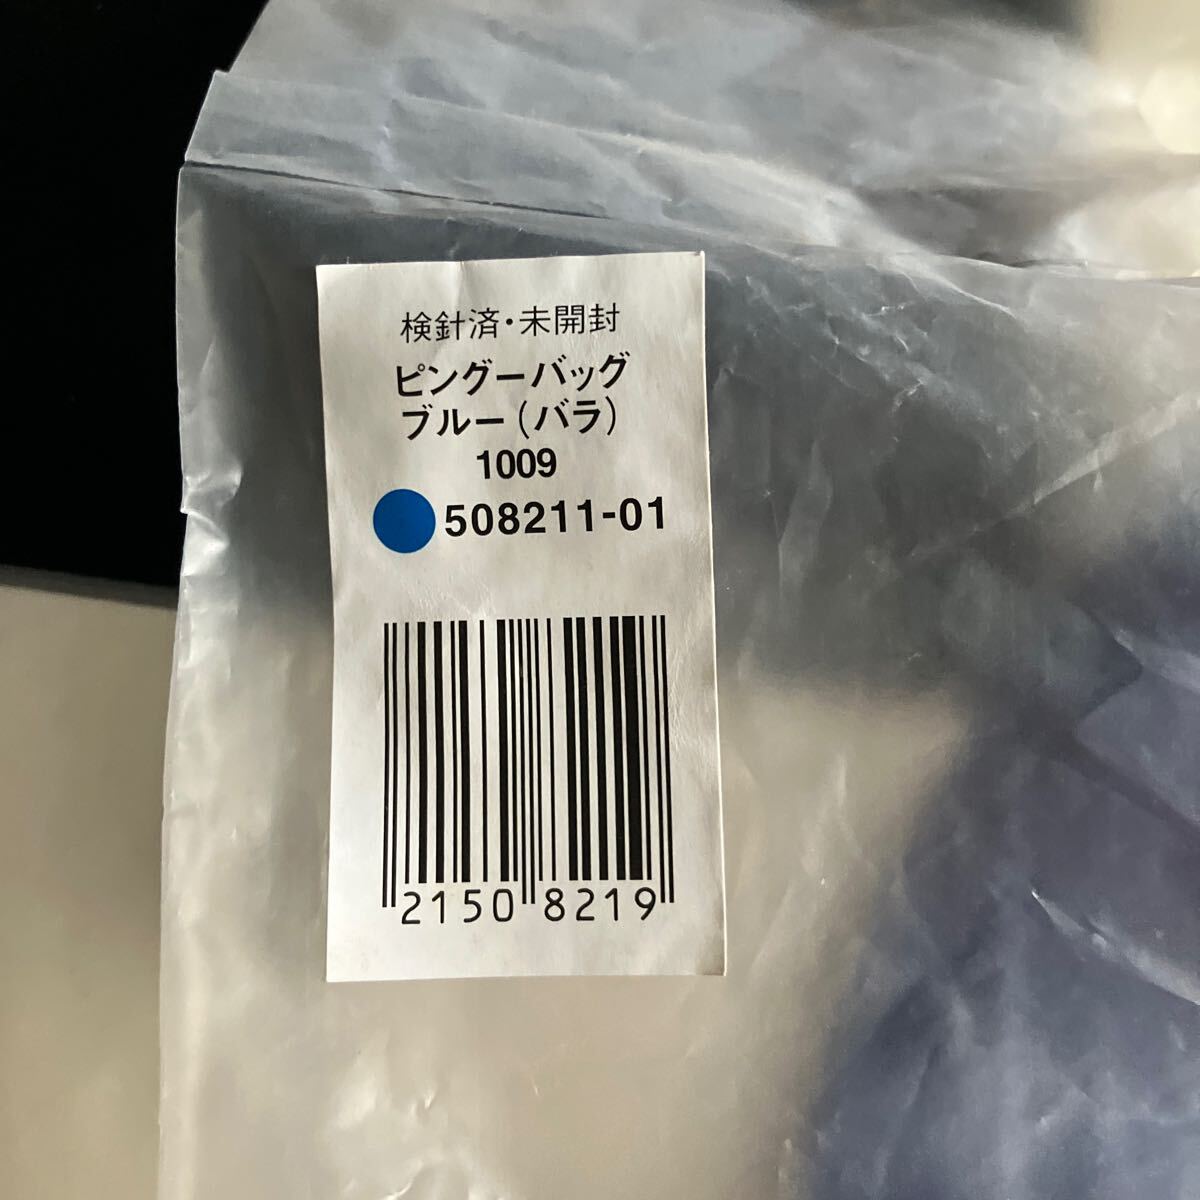 検針済・未開封
ピングーバッグ
ブルー(バラ)
1009
508211-01
2150 8219